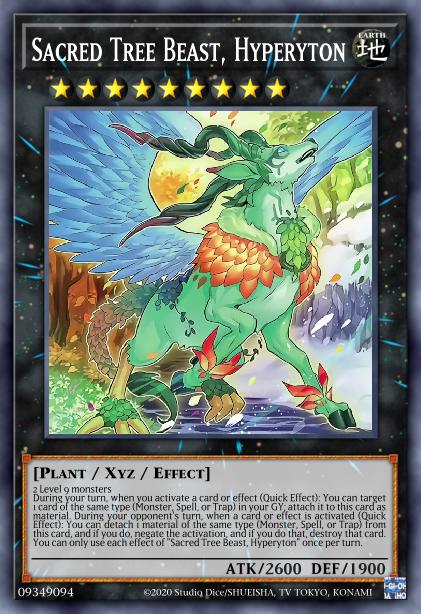 Sacred Tree Beast, Hyperyton
EARTH
地
[Plant / Xyz / Effect]
2 Level 9 monsters
During your turn, when you activate a card or effect (Quick Effect): You can target
1 card of the same type (Monster, Spell, or Trap) in your GY; attach it to this card as
material. During your opponent's turn, when a card or effect is activated (Quick
Effect): You can detach 1 material of the same type (Monster, Spell, or Trap) from
this card, and if you do, negate the activation, and if you do that, destroy that card.
You can only use each effect of "Sacred Tree Beast, Hyperyton" once per turn.
ATK/2600 DEF/1900
09349094
©2020 Studio Dice/SHUEISHA, TV TOKYO, KONAMI